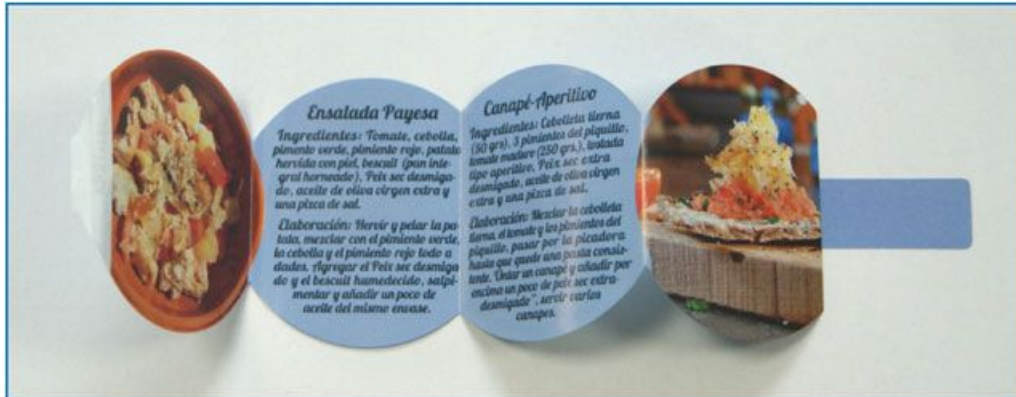 Ensalada Payesa
Ingredientes: Tomate, cebolla,
pimento verde, pimiento rojo, patata
hervida con piel, bescuit (pan inte-
gral horneado), Peix sec desmiga-
do, aceite de oliva virgen extra y
una pizca de sal.
Elaboración: Hervir y pelar la pa-
tata, mezclar con el pimiento verde,
la cebolla y el pimiento rojo todo a
dados. Agregar el Peix sec desmiga
do y el bescuit humedecido, salpi-
mentar y añadir un poco de
aceite del mismo envase.
Canapé-Aperitivo
Ingredientes: Cebolleta tierna
(50 grs), 3 pimientos del piquillo,
tomate maduro (250 grs.), tostada
tipo aperitivo, Peix sec extra
desmigado, aceite de oliva virgen
extra y una pizca de sal.
Elaboración: Mezclar la cebolleta
tierna, el tomate y los pimientos del
piquillo, pasar por la picadora
hasta que quede una pasta consis-
tente. Untar un canapé y añadir por
encima un poco de peix sec extra
desmigado", servir varios
canapes.